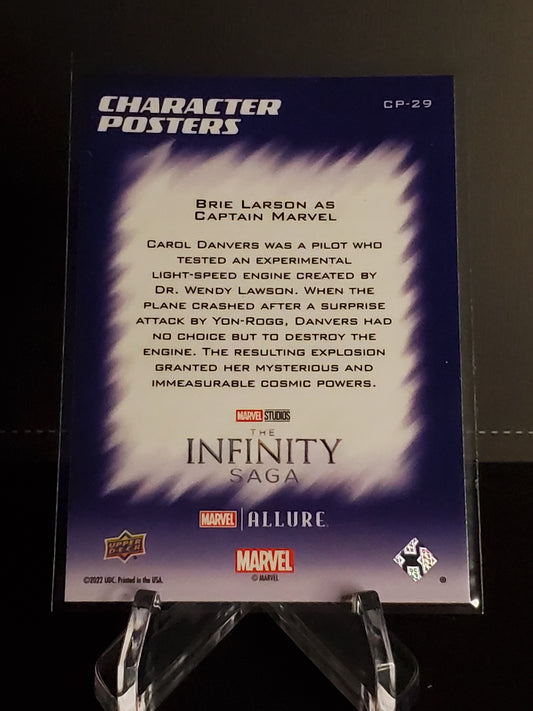 CHARACTER
POSTERS
CP-29
BRIE LARSON AS
CAPTAIN MARVEL
CAROL DANVERS WAS A PILOT WHO
TESTED AN EXPERIMENTAL
LIGHT-SPEED ENGINE CREATED BY
DR. WENDY LAWSON. WHEN THE
PLANE CRASHED AFTER A SURPRISE
ATTACK BY YON-ROGG, DANVERS HAD
NO CHOICE BUT TO DESTROY THE
ENGINE. THE RESULTING EXPLOSION
GRANTED HER MYSTERIOUS AND
IMMEASURABLE COSMIC POWERS.
MARVEL STUDIOS
THE
INFINITY
SAGA
MARVEL | ALLURE
UPPER
DECK
MARVEL
©2022 UDC. Printed in the USA.
© MARVEL